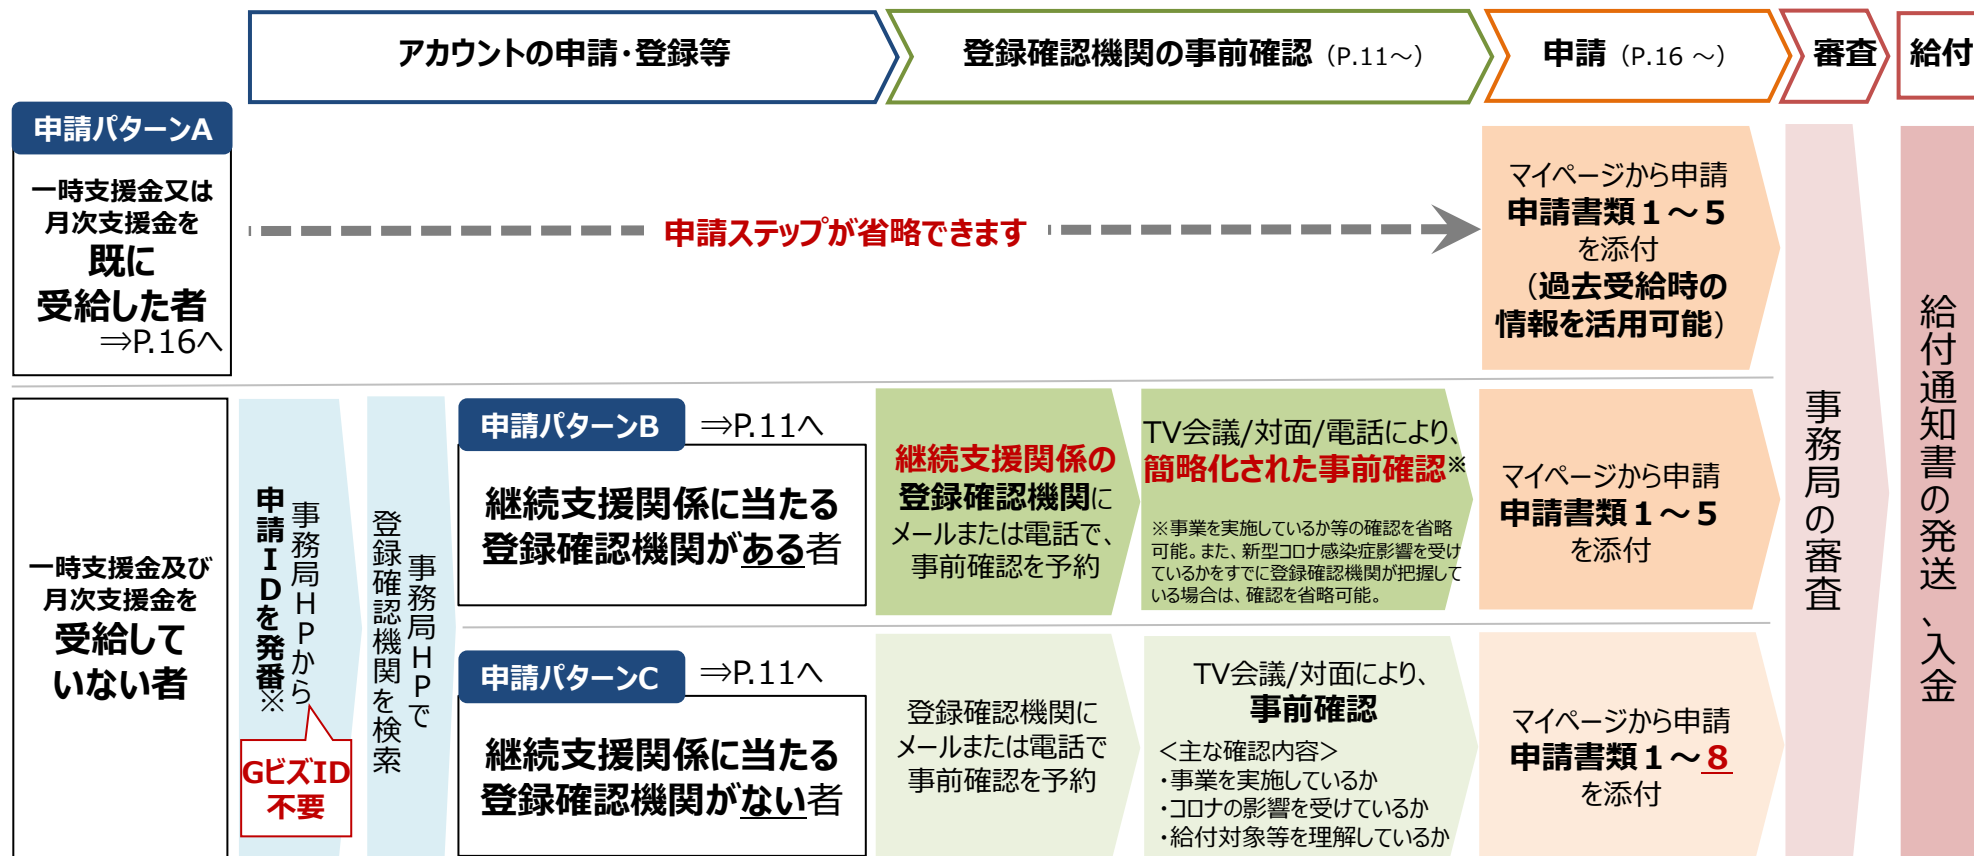 アカウントの申請・登録等
登録確認機関の事前確認（P.11～）
申請（P.16 ～）
審査
給付
申請パターンA
一時支援金又は
月次支援金を
既に
受給した者
⇒P.16へ
申請ステップが省略できます
マイページから申請
申請書類１～５
を添付
（過去受給時の
情報を活用可能）
一時支援金及び
月次支援金を
受給して
いない者
事務局ＨＰから
申請ＩＤを発番※
GビズID
不要
事務局ＨＰで
登録確認機関を検索
申請パターンB
⇒P.11へ
継続支援関係に当たる
登録確認機関がある者
継続支援関係の
登録確認機関に
メールまたは電話で、
事前確認を予約
TV会議/対面/電話により、
簡略化された事前確認※
※事業を実施しているか等の確認を省略
可能。また、新型コロナ感染症影響を受け
ているかをすでに登録確認機関が把握して
いる場合は、確認を省略可能。
マイページから申請
申請書類１～５
を添付
申請パターンC
⇒P.11へ
継続支援関係に当たる
登録確認機関がない者
登録確認機関に
メールまたは電話で
事前確認を予約
TV会議/対面により、
事前確認
＜主な確認内容＞
・事業を実施しているか
・コロナの影響を受けているか
・給付対象等を理解しているか
マイページから申請
申請書類１～８
を添付
事務局の審査
給付通知書の発送、入金